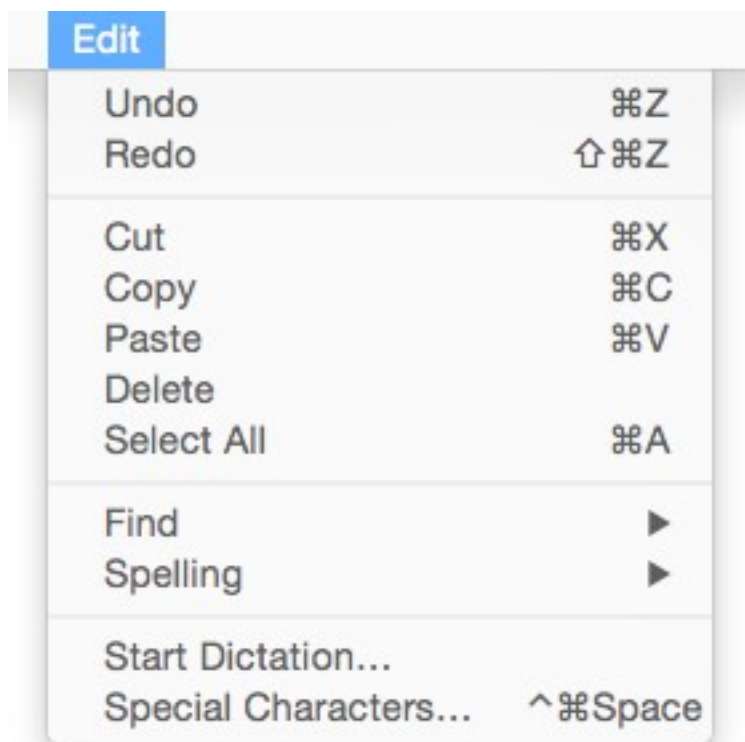 Edit
Undo ⌘Z
Redo ⇧⌘Z
Cut ⌘X
Copy ⌘C
Paste ⌘V
Delete
Select All ⌘A
Find ▶
Spelling ▶
Start Dictation...
Special Characters... ^⌘Space